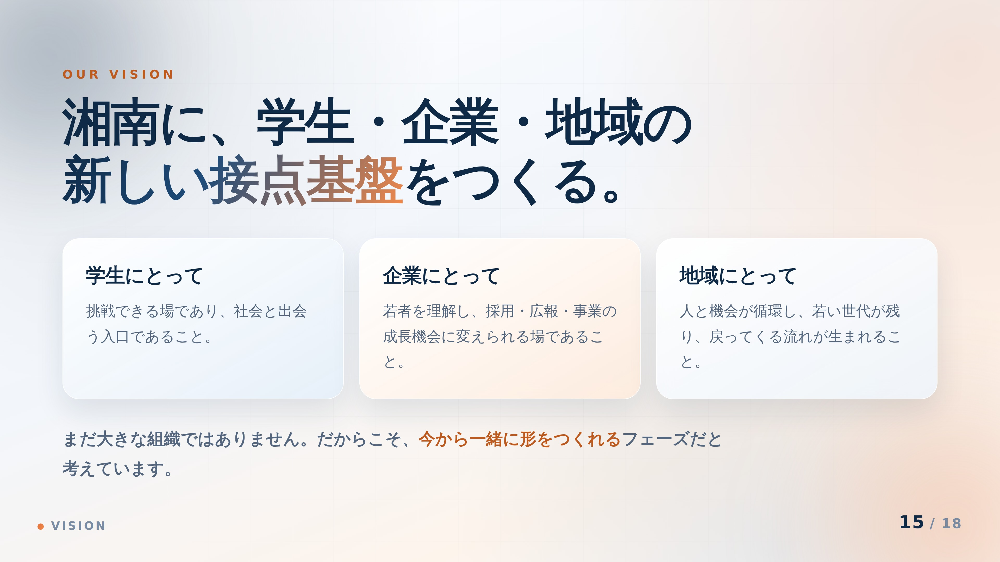 OUR VISION
湘南に、学生・企業・地域の
新しい接点基盤をつくる。
学生にとって
挑戦できる場であり、社会と出会
う入口であること。
企業にとって
若者を理解し、採用・広報・事業の
成長機会に変えられる場であるこ
と。
地域にとって
人と機会が循環し、若い世代が残
り、戻ってくる流れが生まれるこ
と。
まだ大きな組織ではありません。だからこそ、今から一緒に形をつくれるフェーズだと
考えています。
VISION
15 / 18